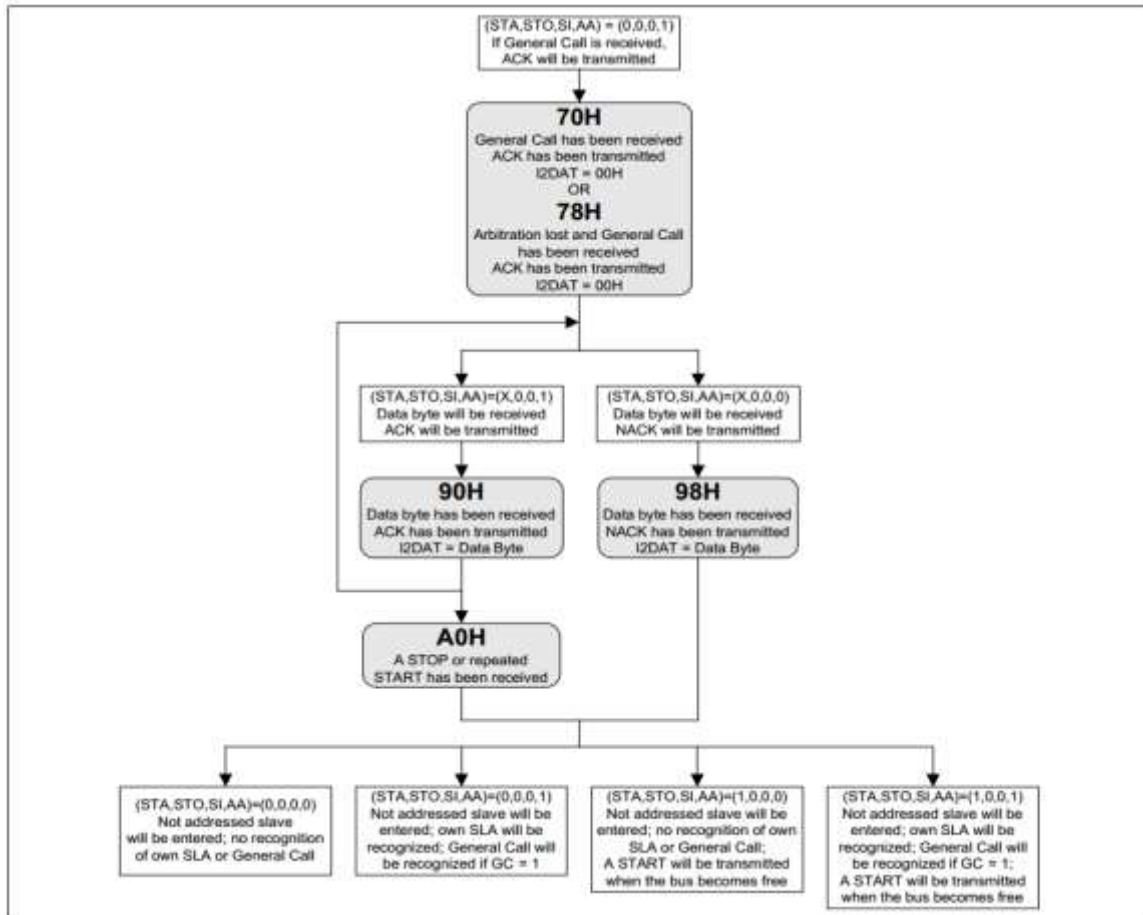 (STA,STO,SI,AA) = (0,0,0,1)
If General Call is received,
ACK will be transmitted
70H
General Call has been received
ACK has been transmitted
I2DAT = 00H
OR
78H
Arbitration lost and General Call
has been received
ACK has been transmitted
I2DAT = 00H
(STA,STO,SI,AA)=(X,0,0,1)
Data byte will be received
ACK will be transmitted
(STA,STO,SI,AA)=(X,0,0,0)
Data byte will be received
NACK will be transmitted
90H
Data byte has been received
ACK has been transmitted
I2DAT = Data Byte
98H
Data byte has been received
NACK has been transmitted
I2DAT = Data Byte
A0H
A STOP or repeated
START has been received
(STA,STO,SI,AA)=(0,0,0,0)
Not addressed slave
will be entered; no recognition
of own SLA or General Call
(STA,STO,SI,AA)=(0,0,0,1)
Not addressed slave will be
entered; own SLA will be
recognized; General Call will
be recognized if GC = 1
(STA,STO,SI,AA)=(1,0,0,0)
Not addressed slave will be
entered; no recognition of own
SLA or General Call;
A START will be transmitted
when the bus becomes free
(STA,STO,SI,AA)=(1,0,0,1)
Not addressed slave will be
entered; own SLA will be
recognized; General Call will
be recognized if GC = 1;
A START will be transmitted
when the bus becomes free